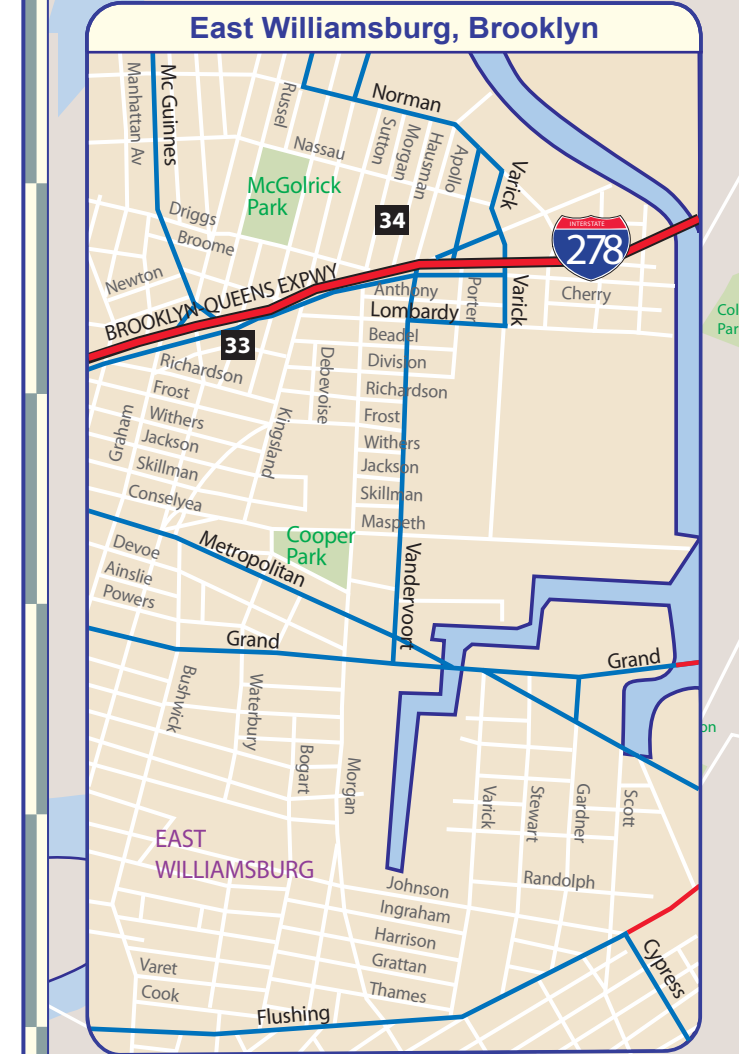 East Williamsburg, Brooklyn
Manhattan Av
Mc Guinnes
Russel
Norman
Nassau
Sutton
Morgan
Hausman
Apollo
Varick
McGolrick
Park
Driggs
Broome
34
INTERSTATE
278
Newton
BROOKLYN QUEENS EXPWY
Anthony
Porter
Varick
Cherry
Lombardy
33
Beadel
Division
Richardson
Debevoise
Richardson
Frost
Frost
Withers
Graham
Kingsland
Jackson
Withers
Skillman
Jackson
Conselyea
Skillman
Maspeth
Col
Par
Devoe
Metropolitan
Cooper
Park
Ainslie
Powers
Vandervoort
Grand
Grand
Bushwick
Waterbury
Bogart
Morgan
on
Varick
Stewart
Gardner
Scott
EAST
WILLIAMSBURG
Johnson
Randolph
Ingraham
Harrison
Grattan
Thames
Cypress
Varet
Cook
Flushing